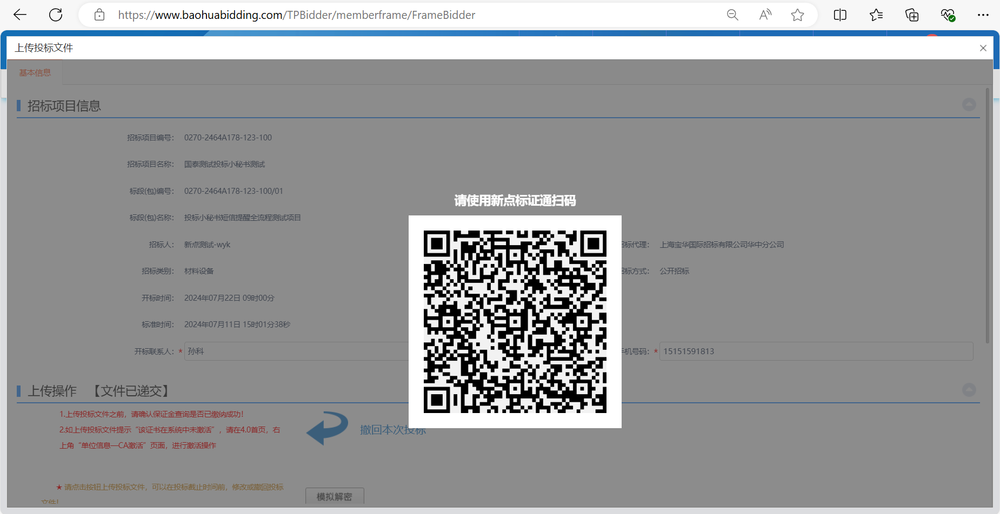 https://www.baohuabidding.com/TPBidder/memberframe/FrameBidder
上传投标文件
基本信息
招标项目信息
招标项目编号： 0270-2464A178-123-100
招标项目名称： 国泰测试投标小秘书测试
标段(包)编号： 0270-2464A178-123-100/01
标段(包)名称： 投标小秘书短信提醒全流程测试项目
请使用新点标证通扫码
招标人： 新点测试-wyk 标代理： 上海宝华国际招标有限公司华中分公司
招标类别： 材料设备 标方式： 公开招标
开标时间： 2024年07月22日 09时00分
标准时间： 2024年07月11日 15时01分38秒
开标联系人： * 孙科 机号码： * 15151591813
上传操作 【文件已递交】
1.上传投标文件之前，请确认保证金查询是否已缴纳成功!
2.如上传投标文件提示“该证书在系统中未激活”，请在4.0首页，右
上角“单位信息—CA激活”页面，进行激活操作
撤回本次投标
★ 请点击按钮上传投标文件，可以在投标截止时间前，修改或撤回投标
文件!
模拟解密